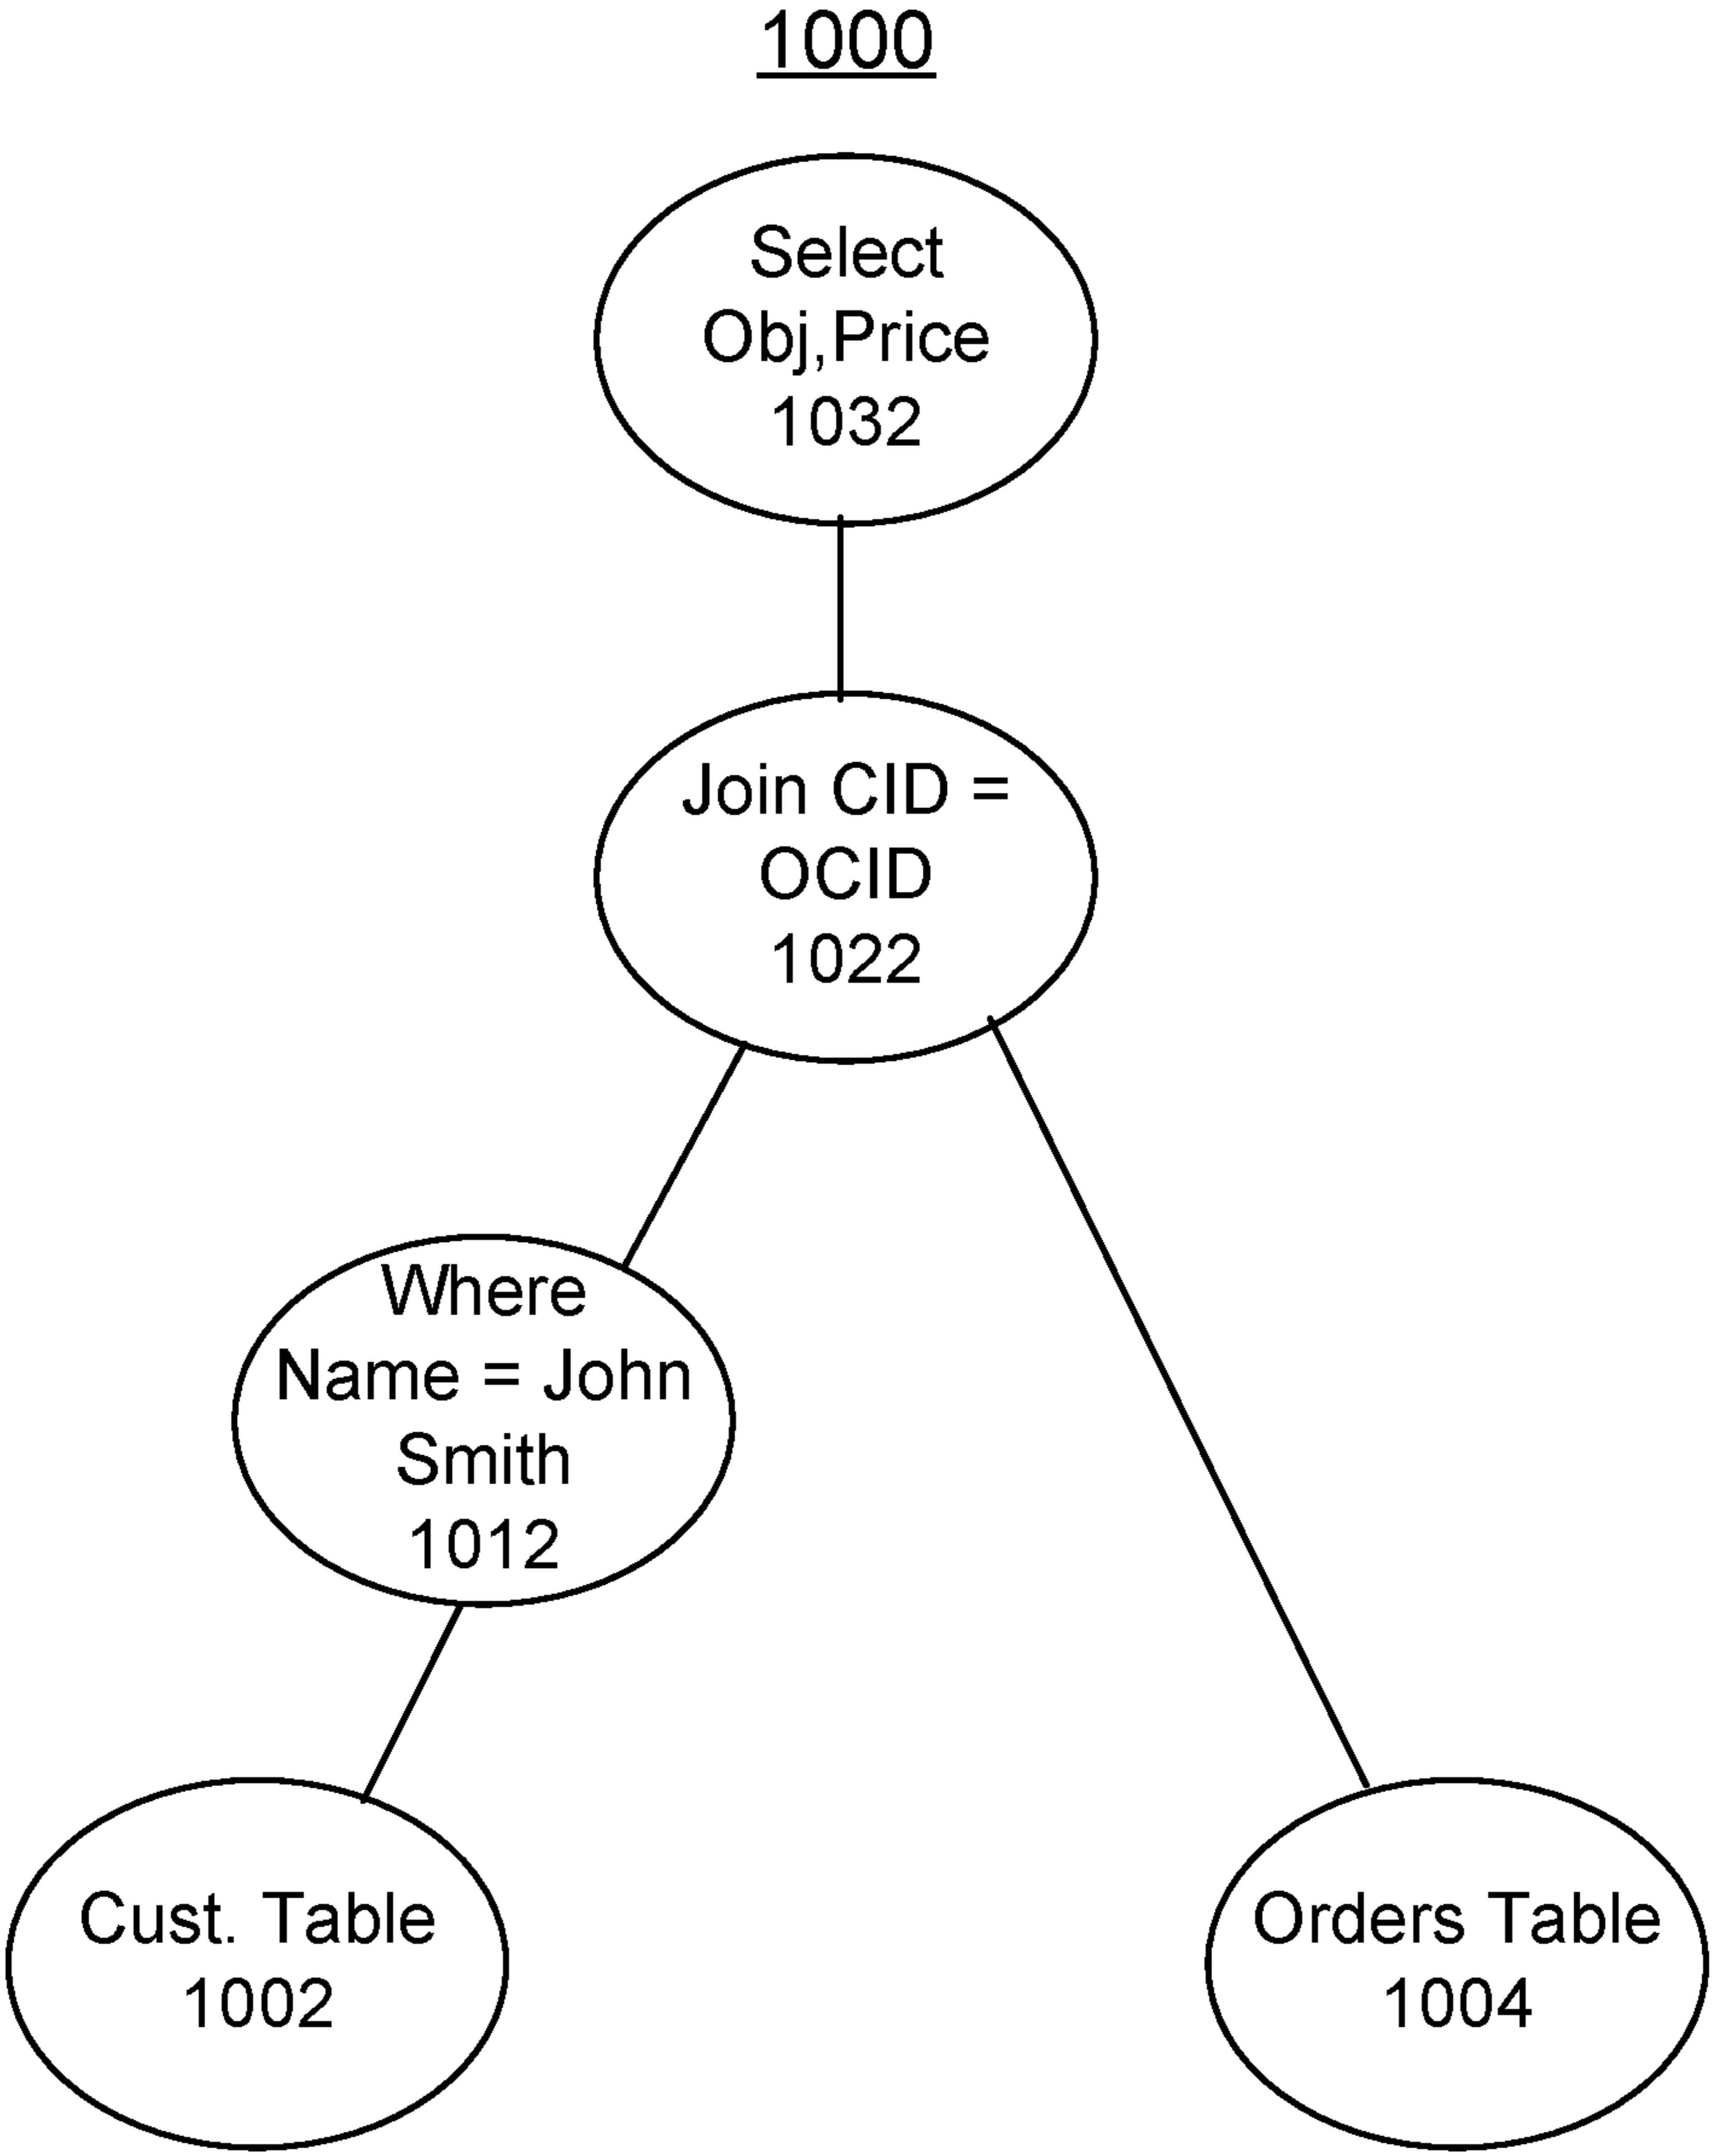 1000
Select
Obj,Price
1032
Join CID =
OCID
1022
Where
Name = John
Smith
1012
Cust. Table
1002
Orders Table
1004